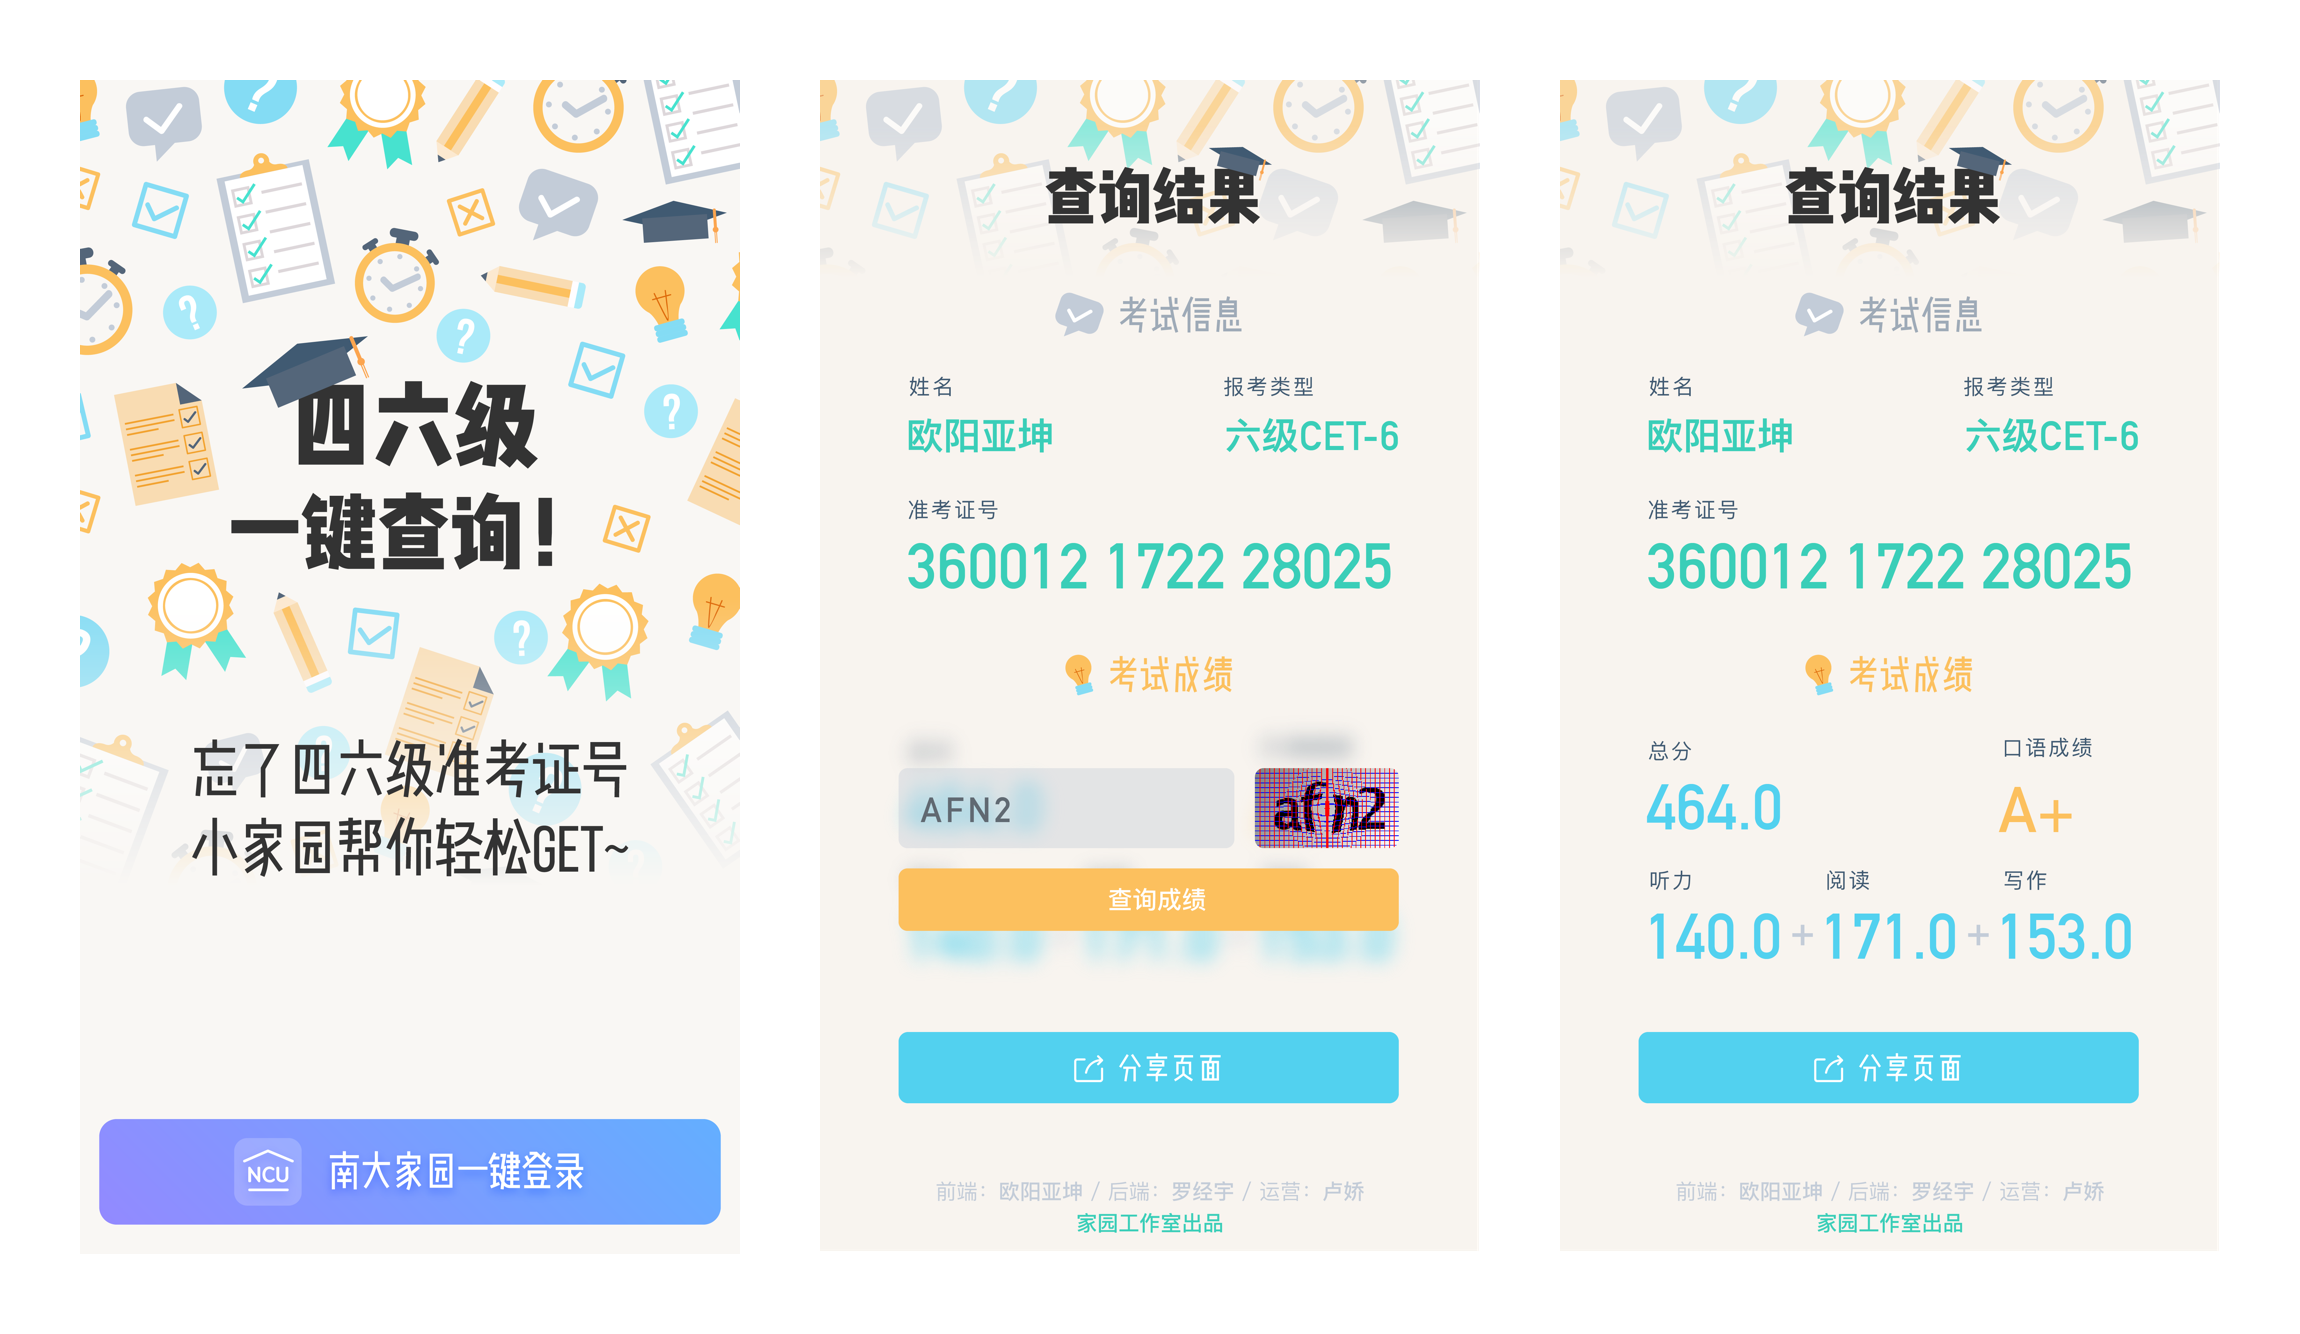 四六级
一键查询!
忘了四六级准考证号
小家园帮你轻松GET~
NCU 南大家园一键登录
查询结果
考试信息
姓名 报考类型
欧阳亚坤 六级CET-6
准考证号
360012 1722 28025
考试成绩
AFN2 afn2
查询成绩
分享页面
前端：欧阳亚坤 / 后端：罗经宇 / 运营：卢娇
家园工作室出品
查询结果
考试信息
姓名 报考类型
欧阳亚坤 六级CET-6
准考证号
360012 1722 28025
考试成绩
总分 口语成绩
464.0 A+
听力 阅读 写作
140.0 + 171.0 + 153.0
分享页面
前端：欧阳亚坤 / 后端：罗经宇 / 运营：卢娇
家园工作室出品